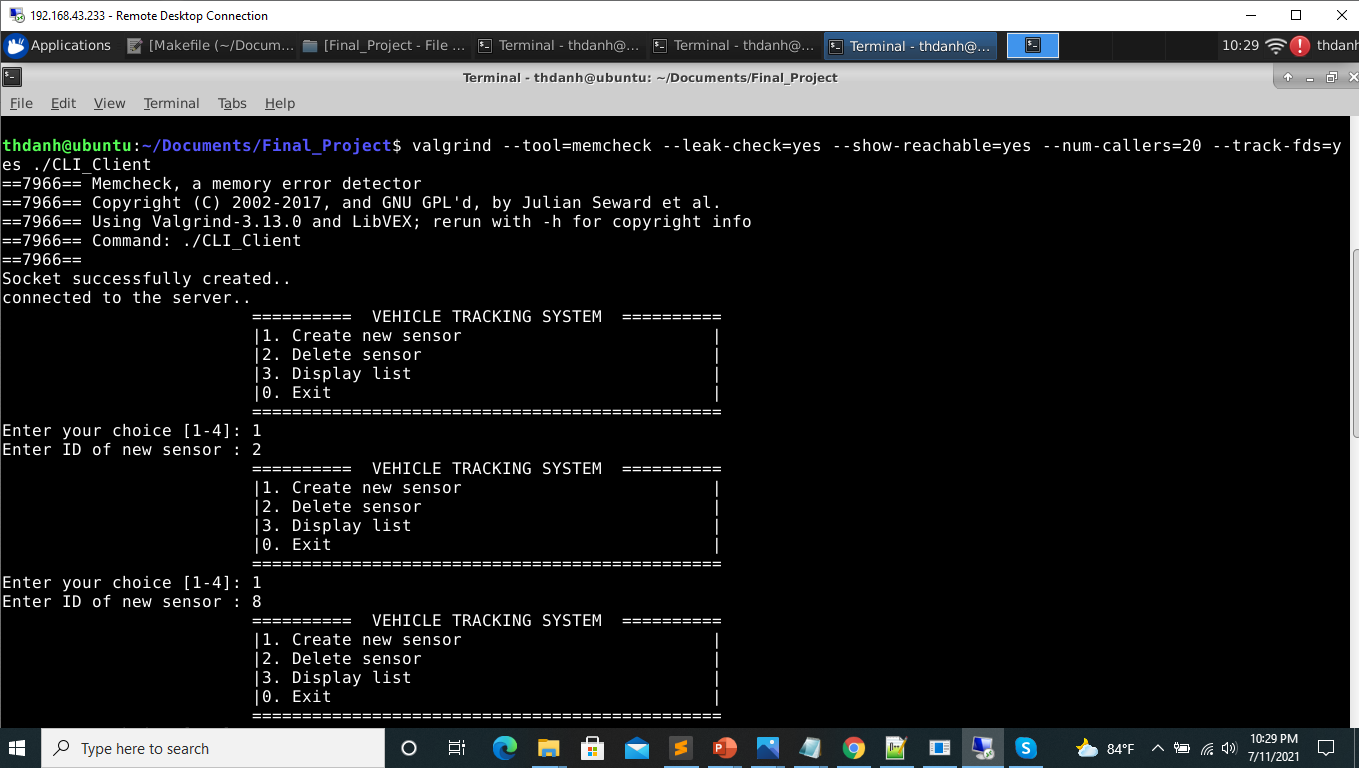 192.168.43.233 - Remote Desktop Connection
Applications [Makefile (~/Docum... [Final_Project - File ... Terminal - thdanh@... Terminal - thdanh@... Terminal - thdanh@... 10:29 thdanh
Terminal - thdanh@ubuntu: ~/Documents/Final_Project
File Edit View Terminal Tabs Help
thdanh@ubuntu:~/Documents/Final_Project$ valgrind --tool=memcheck --leak-check=yes --show-reachable=yes --num-callers=20 --track-fds=y
es ./CLI_Client
==7966== Memcheck, a memory error detector
==7966== Copyright (C) 2002-2017, and GNU GPL'd, by Julian Seward et al.
==7966== Using Valgrind-3.13.0 and LibVEX; rerun with -h for copyright info
==7966== Command: ./CLI_Client
==7966==
Socket successfully created..
connected to the server..
==========  VEHICLE TRACKING SYSTEM  ==========
|1. Create new sensor                         |
|2. Delete sensor                             |
|3. Display list                              |
|0. Exit                                      |
===============================================
Enter your choice [1-4]: 1
Enter ID of new sensor : 2
==========  VEHICLE TRACKING SYSTEM  ==========
|1. Create new sensor                         |
|2. Delete sensor                             |
|3. Display list                              |
|0. Exit                                      |
===============================================
Enter your choice [1-4]: 1
Enter ID of new sensor : 8
==========  VEHICLE TRACKING SYSTEM  ==========
|1. Create new sensor                         |
|2. Delete sensor                             |
|3. Display list                              |
|0. Exit                                      |
===============================================
Type here to search 84°F 10:29 PM
7/11/2021